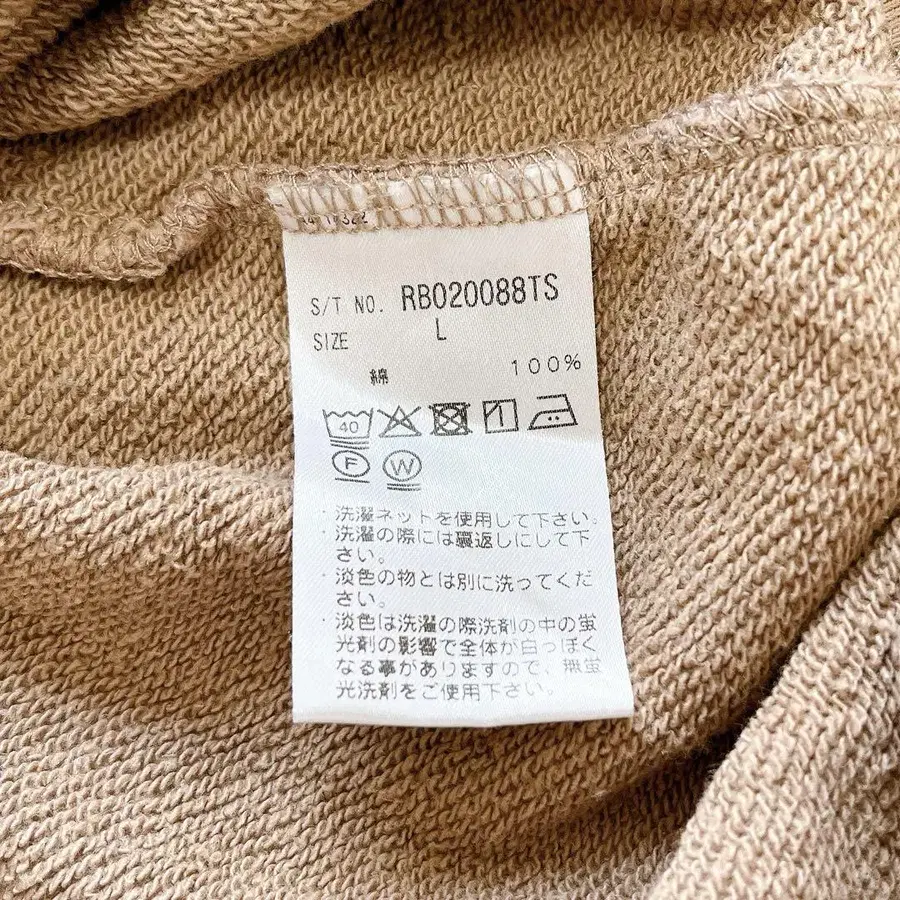 S/T NO. RB020088TS
SIZE L
綿 100%
40
F W
・洗濯ネットを使用して下さい。
・洗濯の際には裏返しにして下
さい。
・淡色の物とは別に洗ってくだ
さい。
・淡色は洗濯の際洗剤の中の蛍
光剤の影響で全体が白っぽく
なる事がありますので、無蛍
光洗剤をご使用下さい。